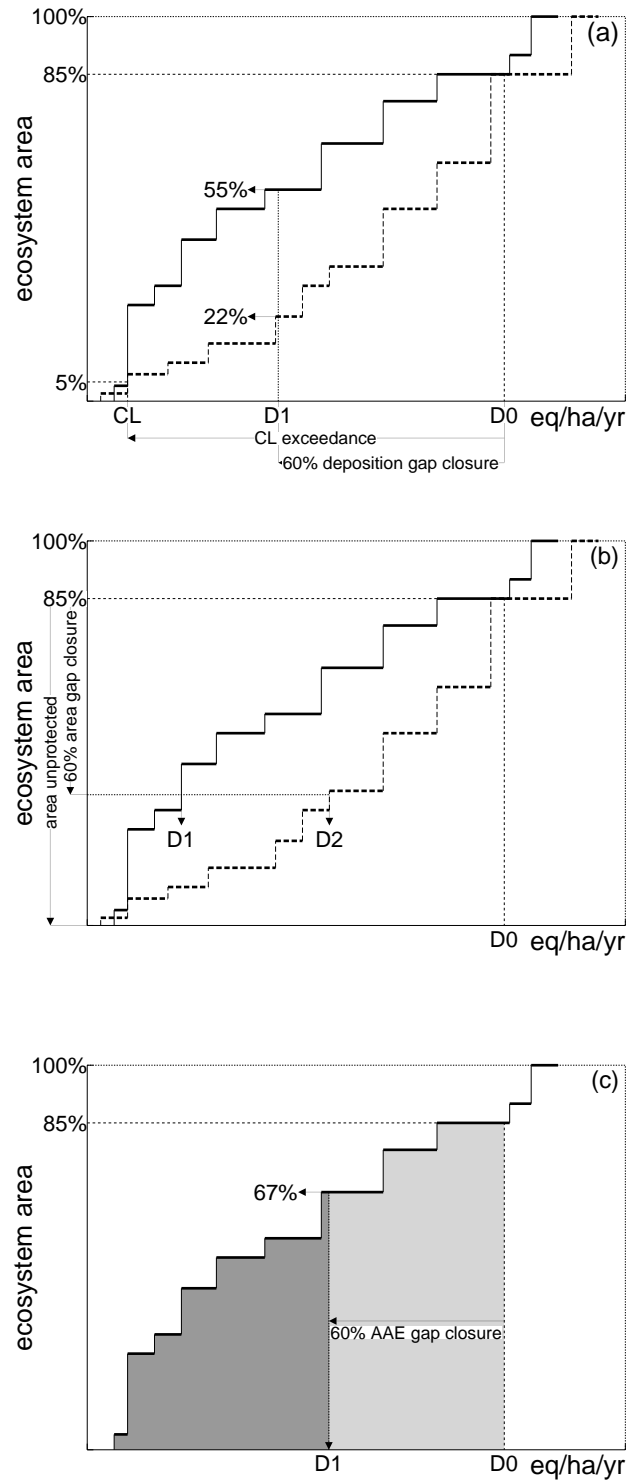 100%
(a)
85%
ecosystem area
55%
22%
5%
CL
D1
D0
eq/ha/yr
CL exceedance
60% deposition gap closure
100%
(b)
85%
ecosystem area
area unprotected
60% area gap closure
D1
D2
D0
eq/ha/yr
100%
(c)
85%
ecosystem area
67%
60% AAE gap closure
D1
D0
eq/ha/yr